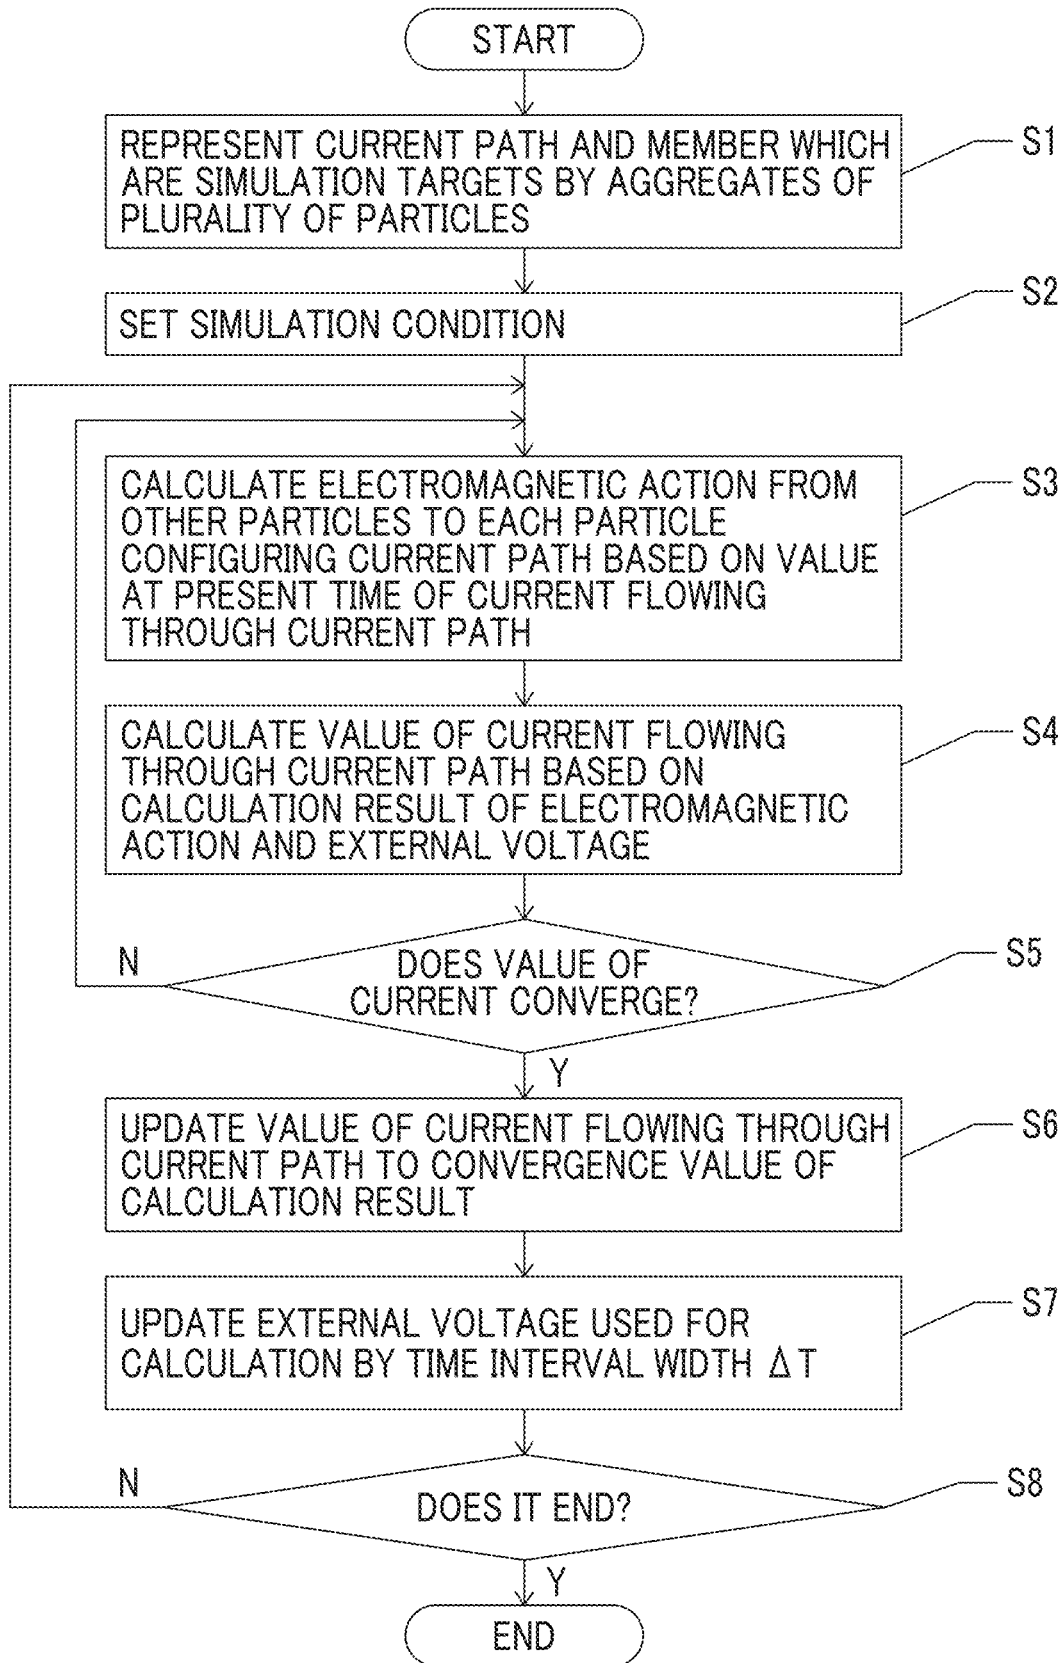 START
REPRESENT CURRENT PATH AND MEMBER WHICH
ARE SIMULATION TARGETS BY AGGREGATES OF
PLURALITY OF PARTICLES
S1
SET SIMULATION CONDITION
S2
CALCULATE ELECTROMAGNETIC ACTION FROM
OTHER PARTICLES TO EACH PARTICLE
CONFIGURING CURRENT PATH BASED ON VALUE
AT PRESENT TIME OF CURRENT FLOWING
THROUGH CURRENT PATH
S3
CALCULATE VALUE OF CURRENT FLOWING
THROUGH CURRENT PATH BASED ON
CALCULATION RESULT OF ELECTROMAGNETIC
ACTION AND EXTERNAL VOLTAGE
S4
N
DOES VALUE OF
CURRENT CONVERGE?
S5
Y
UPDATE VALUE OF CURRENT FLOWING THROUGH
CURRENT PATH TO CONVERGENCE VALUE OF
CALCULATION RESULT
S6
UPDATE EXTERNAL VOLTAGE USED FOR
CALCULATION BY TIME INTERVAL WIDTH ΔT
S7
N
DOES IT END?
S8
Y
END